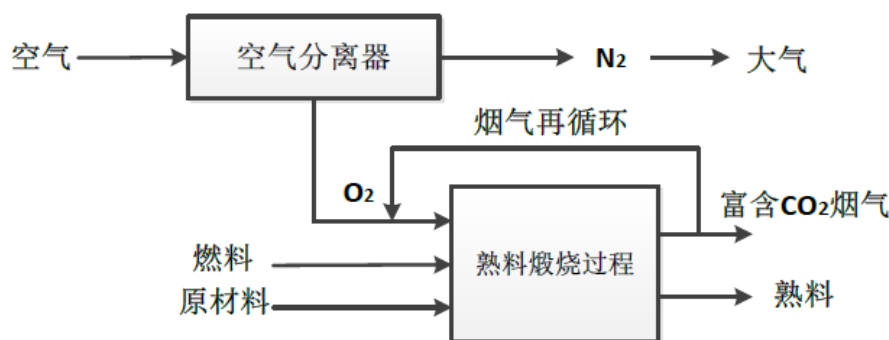 空气
空气分离器
N₂
大气
烟气再循环
O₂
富含CO₂烟气
燃料
熟料煅烧过程
原材料
熟料